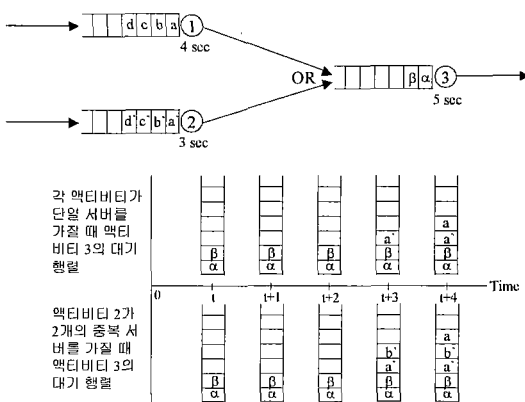 d c b a 1
4 sec
OR
β α 3
5 sec
d` c` b` a` 2
3 sec
각 액티비티가
단일 서버를
가질 때 액티
비티 3의 대기
행렬
β
α
β
α
β
α
a`
β
α
a
a`
β
α
Time
0 t t+1 t+2 t+3 t+4
액티비티 2가
2개의 중복 서
버를 가질 때
액티비티 3의
대기 행렬
β
α
β
α
β
α
b`
a`
β
α
a
b`
a`
β
α